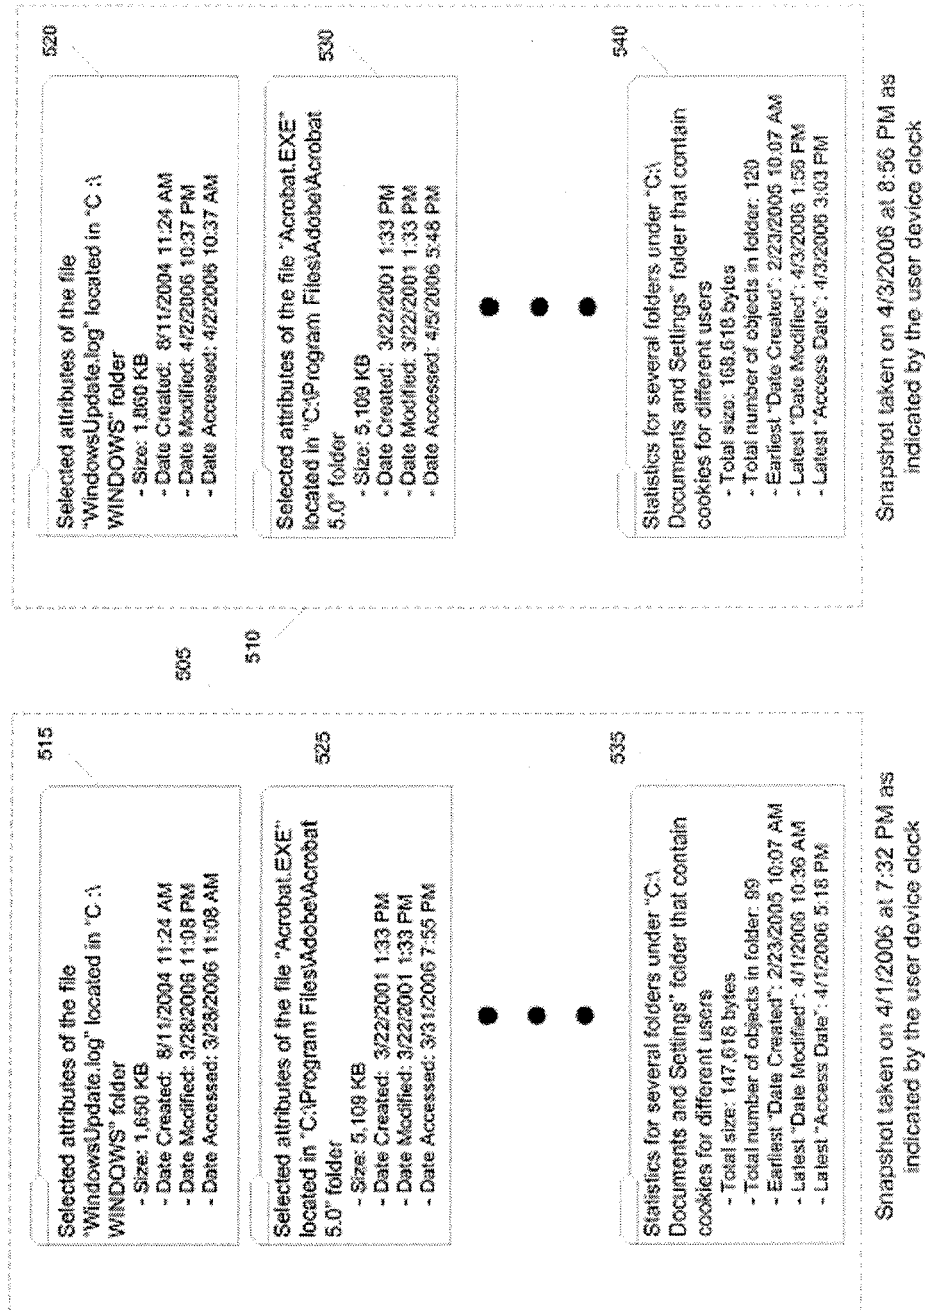 515
Selected attributes of the file
"WindowsUpdate.log" located in "C :\
WINDOWS" folder
- Size: 1,650 KB
- Date Created: 8/11/2004 11:24 AM
- Date Modified: 3/28/2006 11:08 PM
- Date Accessed: 3/28/2006 11:08 AM
525
Selected attributes of the file "Acrobat.EXE"
located in "C:\Program Files\Adobe\Acrobat
5.0" folder
- Size: 5,109 KB
- Date Created: 3/22/2001 1:33 PM
- Date Modified: 3/22/2001 1:33 PM
- Date Accessed: 3/31/2006 7:55 PM
535
Statistics for several folders under "C:\
Documents and Settings" folder that contain
cookies for different users
- Total size: 147,618 bytes
- Total number of objects in folder: 99
- Earliest "Date Created": 2/23/2005 10:07 AM
- Latest "Date Modified": 4/1/2006 10:36 AM
- Latest "Access Date": 4/1/2006 5:18 PM
Snapshot taken on 4/1/2006 at 7:32 PM as
indicated by the user device clock
505
510
520
Selected attributes of the file
"WindowsUpdate.log" located in "C :\
WINDOWS" folder
- Size: 1,860 KB
- Date Created: 8/11/2004 11:24 AM
- Date Modified: 4/2/2006 10:37 PM
- Date Accessed: 4/2/2006 10:37 AM
530
Selected attributes of the file "Acrobat.EXE"
located in "C:\Program Files\Adobe\Acrobat
5.0" folder
- Size: 5,109 KB
- Date Created: 3/22/2001 1:33 PM
- Date Modified: 3/22/2001 1:33 PM
- Date Accessed: 4/5/2006 5:48 PM
540
Statistics for several folders under "C:\
Documents and Settings" folder that contain
cookies for different users
- Total size: 168,618 bytes
- Total number of objects in folder: 120
- Earliest "Date Created": 2/23/2005 10:07 AM
- Latest "Date Modified": 4/3/2006 1:56 PM
- Latest "Access Date": 4/3/2006 3:03 PM
Snapshot taken on 4/3/2006 at 8:56 PM as
indicated by the user device clock